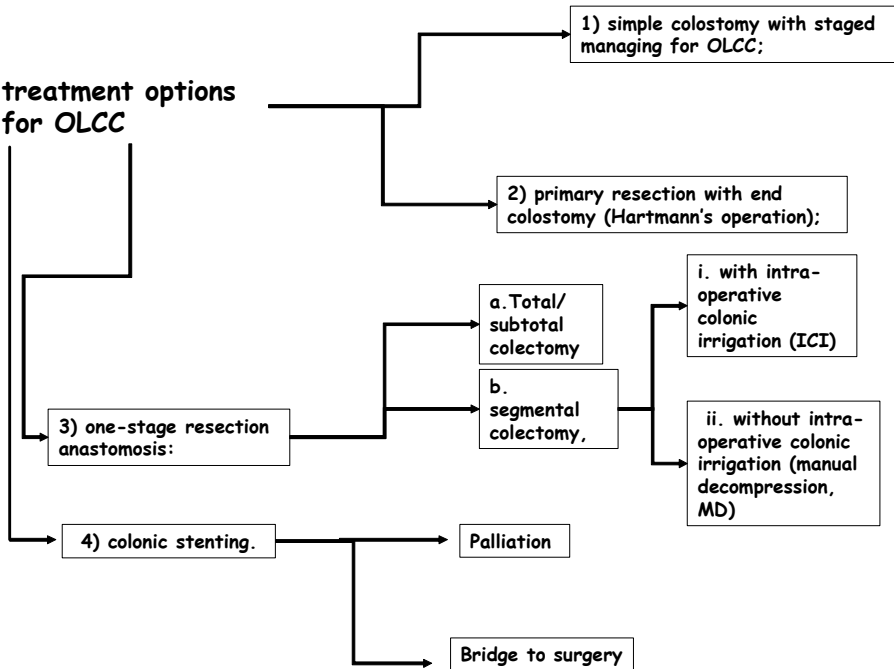 1) simple colostomy with staged
managing for OLCC;
treatment options
for OLCC
2) primary resection with end
colostomy (Hartmann's operation);
3) one-stage resection
anastomosis:
a.Total/
subtotal
colectomy
b.
segmental
colectomy,
i. with intra-
operative
colonic
irrigation (ICI)
ii. without intra-
operative colonic
irrigation (manual
decompression,
MD)
4) colonic stenting.
Palliation
Bridge to surgery